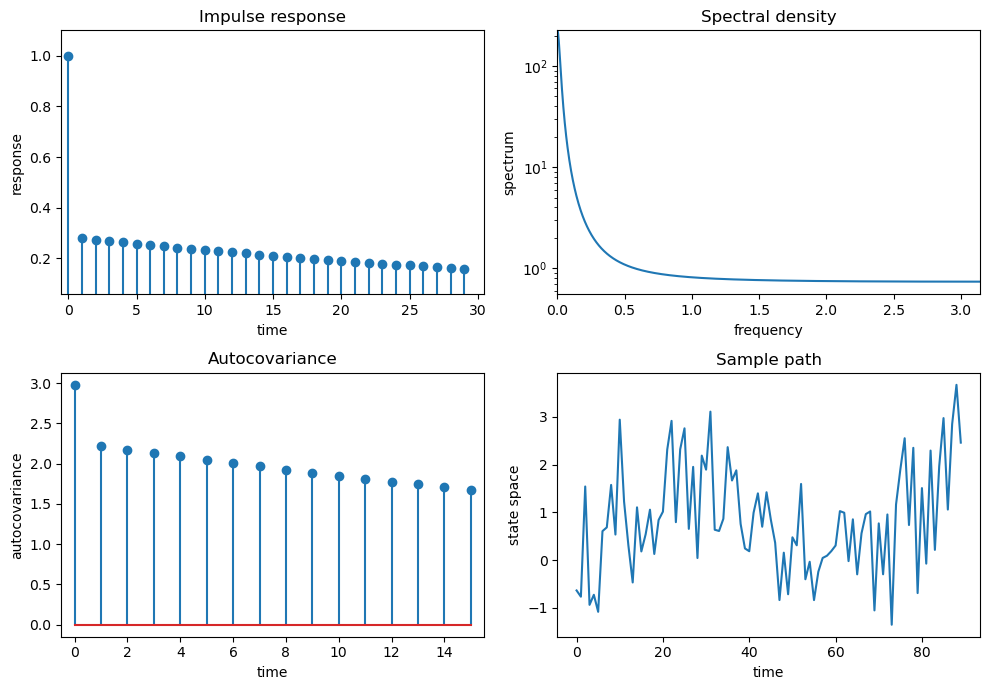 Impulse response
1.0
0.8
0.6
0.4
0.2
response
0 5 10 15 20 25 30
time
Spectral density
10²
10¹
10⁰
spectrum
0.0 0.5 1.0 1.5 2.0 2.5 3.0
frequency
Autocovariance
3.0
2.5
2.0
1.5
1.0
0.5
0.0
autocovariance
0 2 4 6 8 10 12 14
time
Sample path
3
2
1
0
−1
state space
0 20 40 60 80
time